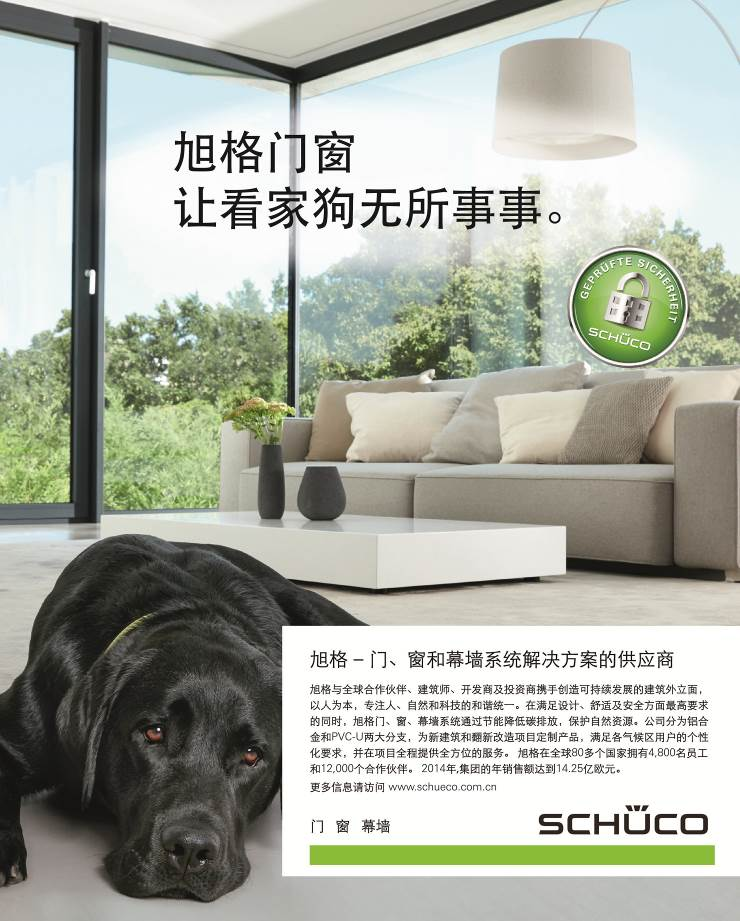 旭格门窗
让看家狗无所事事。
GEPRÜFTE SICHERHEIT
SCHÜCO
旭格 – 门、窗和幕墙系统解决方案的供应商
旭格与全球合作伙伴、建筑师、开发商及投资商携手创造可持续发展的建筑外立面，
以人为本，专注人、自然和科技的和谐统一。在满足设计、舒适及安全方面最高要求
的同时，旭格门、窗、幕墙系统通过节能降低碳排放，保护自然资源。公司分为铝合
金和PVC-U两大分支，为新建筑和翻新改造项目定制产品，满足各气候区用户的个性
化要求，并在项目全程提供全方位的服务。 旭格在全球80多个国家拥有4,800名员工
和12,000个合作伙伴。 2014年,集团的年销售额达到14.25亿欧元。
更多信息请访问 www.schueco.com.cn
门 窗 幕墙
SCHÜCO